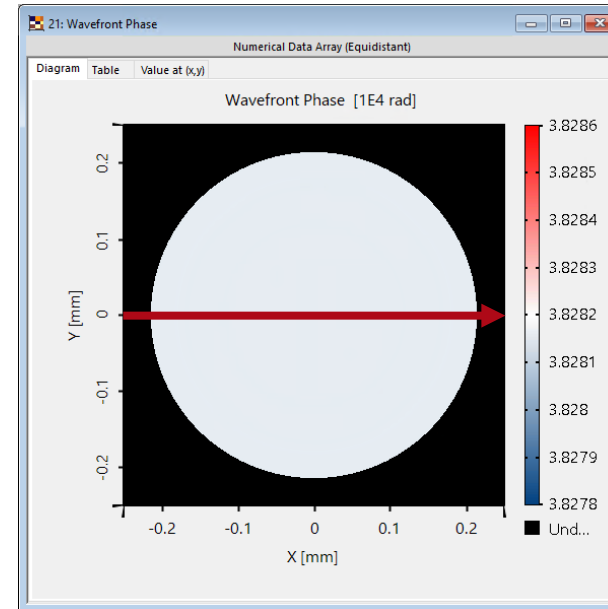 21: Wavefront Phase
Numerical Data Array (Equidistant)
Diagram Table Value at (x,y)
Wavefront Phase [1E4 rad]
3.8286
3.8285
3.8284
3.8283
3.8282
3.8281
3.828
3.8279
3.8278
Und...
Y [mm]
0.2
0.1
0
-0.1
-0.2
-0.2 -0.1 0 0.1 0.2
X [mm]